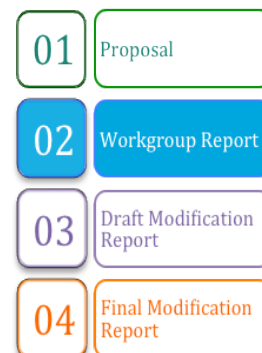 01
Proposal
02
Workgroup Report
03
Draft Modification
Report
04
Final Modification
Report